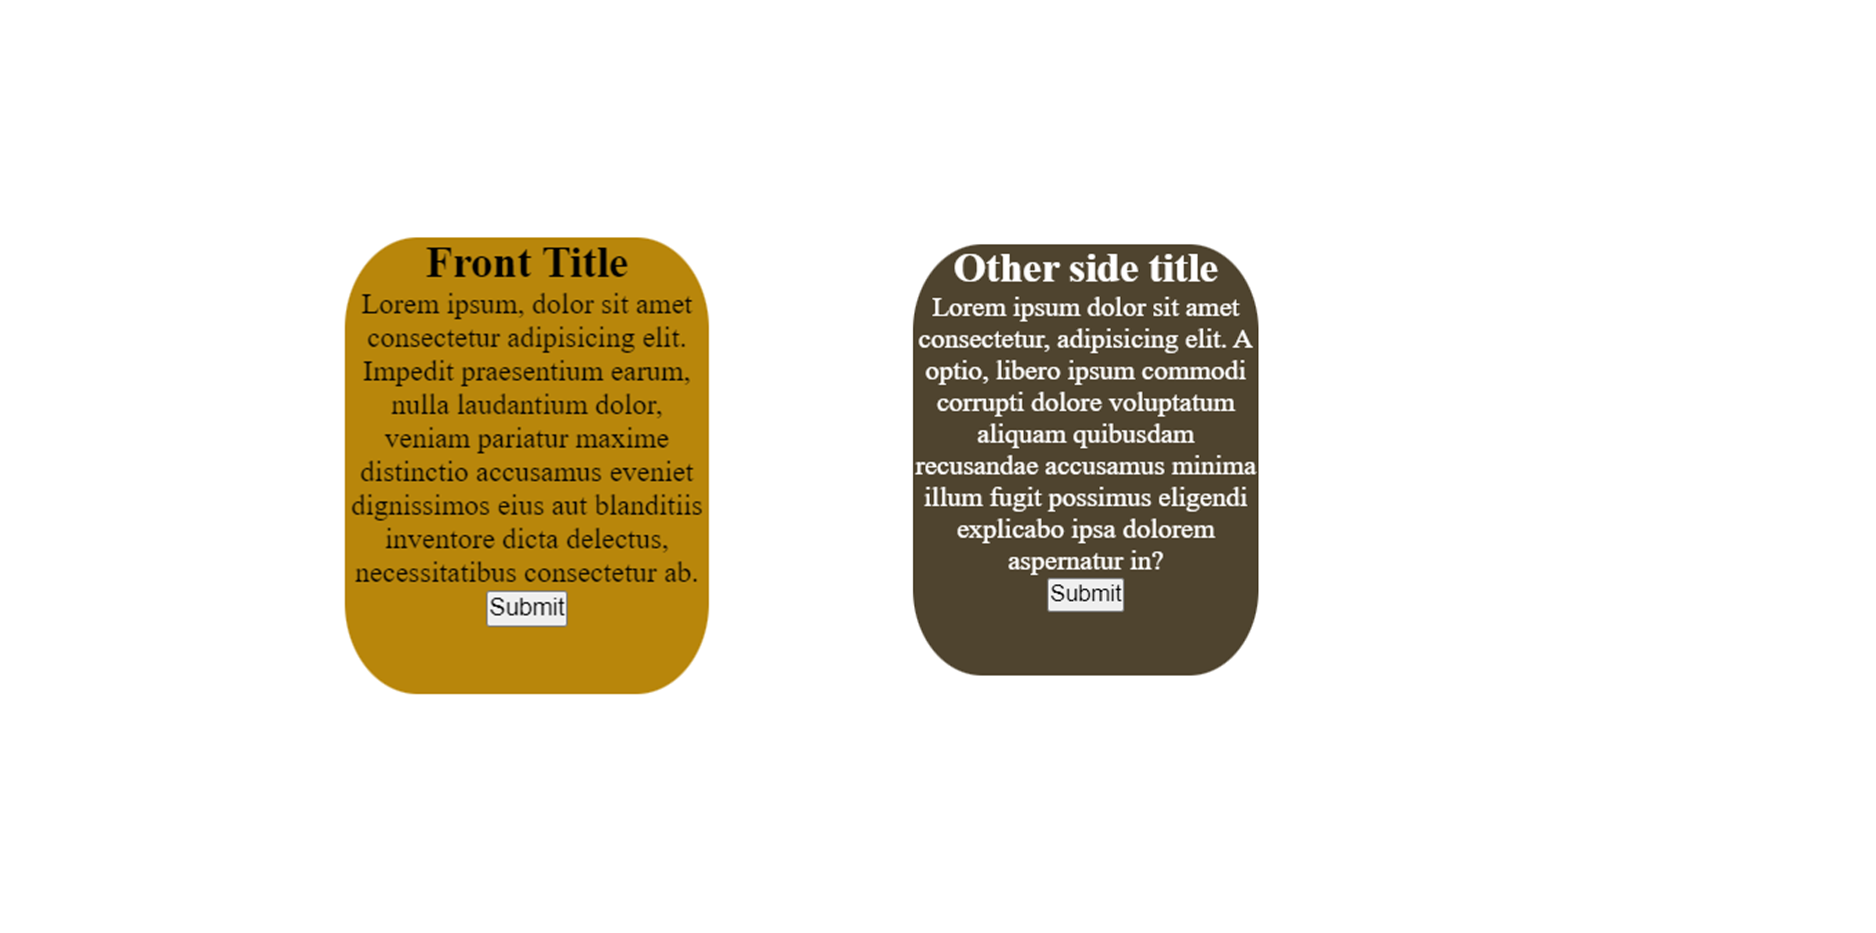 Front Title
Lorem ipsum, dolor sit amet
consectetur adipisicing elit.
Impedit praesentium earum,
nulla laudantium dolor,
veniam pariatur maxime
distinctio accusamus eveniet
dignissimos eius aut blanditiis
inventore dicta delectus,
necessitatibus consectetur ab.
Submit
Other side title
Lorem ipsum dolor sit amet
consectetur, adipisicing elit. A
optio, libero ipsum commodi
corrupti dolore voluptatum
aliquam quibusdam
recusandae accusamus minima
illum fugit possimus eligendi
explicabo ipsa dolorem
aspernatur in?
Submit